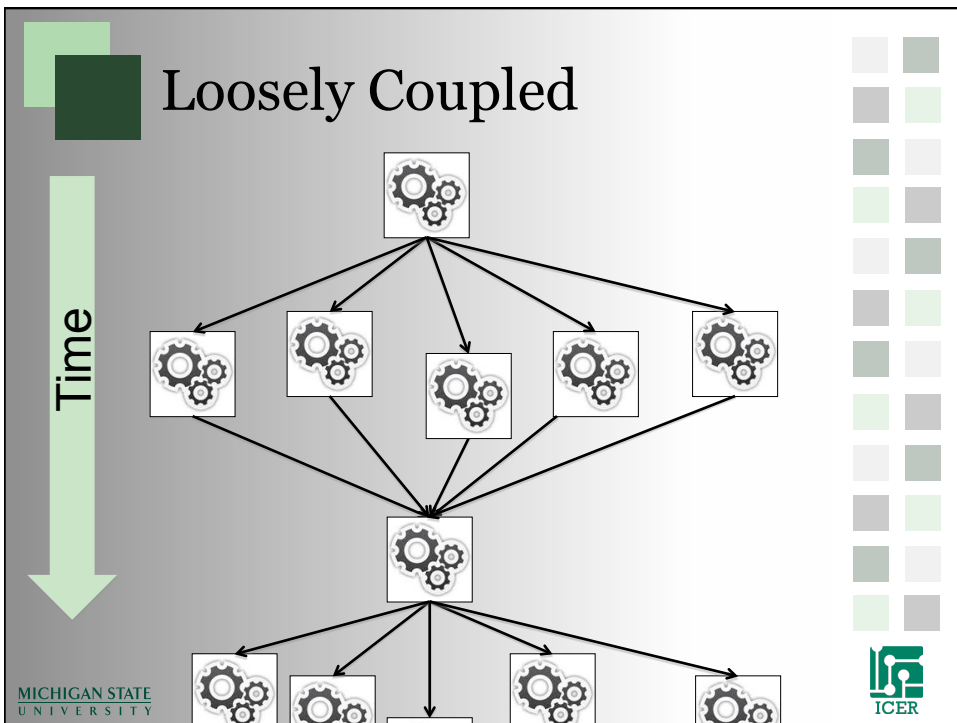 Loosely Coupled
Time
MICHIGAN STATE
UNIVERSITY
ICER